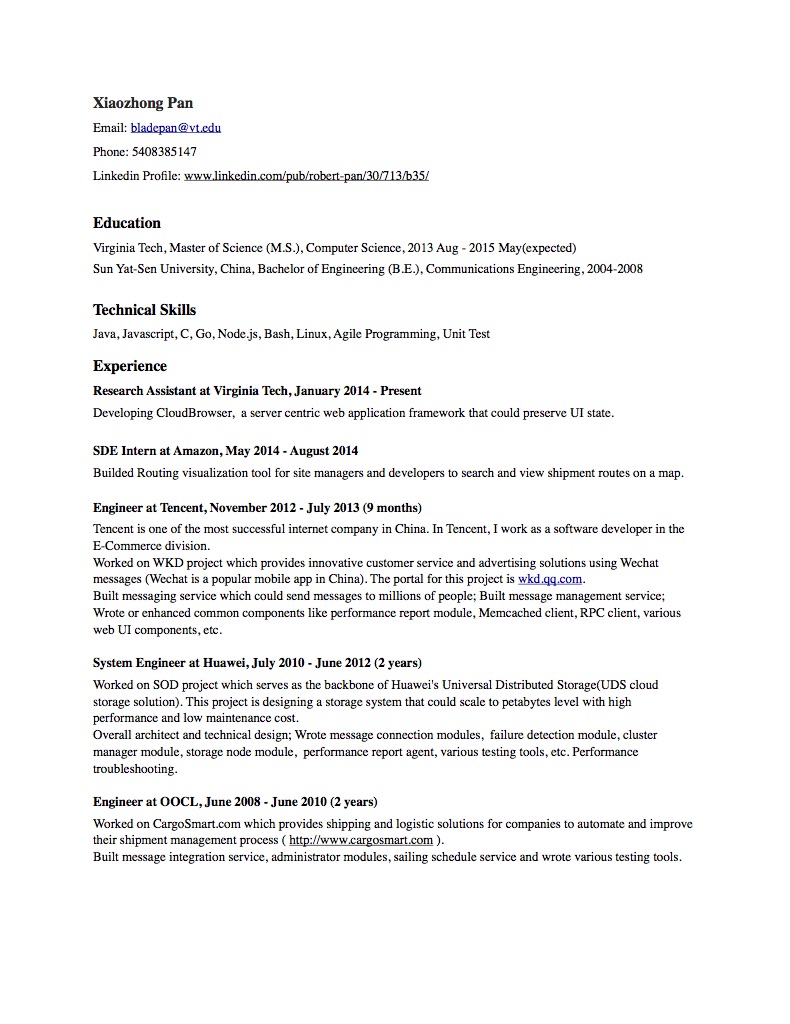 Xiaozhong Pan
Email: bladepan@vt.edu
Phone: 5408385147
Linkedin Profile: www.linkedin.com/pub/robert-pan/30/713/b35/
Education
Virginia Tech, Master of Science (M.S.), Computer Science, 2013 Aug - 2015 May(expected)
Sun Yat-Sen University, China, Bachelor of Engineering (B.E.), Communications Engineering, 2004-2008
Technical Skills
Java, Javascript, C, Go, Node.js, Bash, Linux, Agile Programming, Unit Test
Experience
Research Assistant at Virginia Tech, January 2014 - Present
Developing CloudBrowser,  a server centric web application framework that could preserve UI state.
SDE Intern at Amazon, May 2014 - August 2014
Builded Routing visualization tool for site managers and developers to search and view shipment routes on a map.
Engineer at Tencent, November 2012 - July 2013 (9 months)
Tencent is one of the most successful internet company in China. In Tencent, I work as a software developer in the
E-Commerce division.
Worked on WKD project which provides innovative customer service and advertising solutions using Wechat
messages (Wechat is a popular mobile app in China). The portal for this project is wkd.qq.com.
Built messaging service which could send messages to millions of people; Built message management service;
Wrote or enhanced common components like performance report module, Memcached client, RPC client, various
web UI components, etc.
System Engineer at Huawei, July 2010 - June 2012 (2 years)
Worked on SOD project which serves as the backbone of Huawei's Universal Distributed Storage(UDS cloud
storage solution). This project is designing a storage system that could scale to petabytes level with high
performance and low maintenance cost.
Overall architect and technical design; Wrote message connection modules,  failure detection module, cluster
manager module, storage node module,  performance report agent, various testing tools, etc. Performance
troubleshooting.
Engineer at OOCL, June 2008 - June 2010 (2 years)
Worked on CargoSmart.com which provides shipping and logistic solutions for companies to automate and improve
their shipment management process ( http://www.cargosmart.com ).
Built message integration service, administrator modules, sailing schedule service and wrote various testing tools.